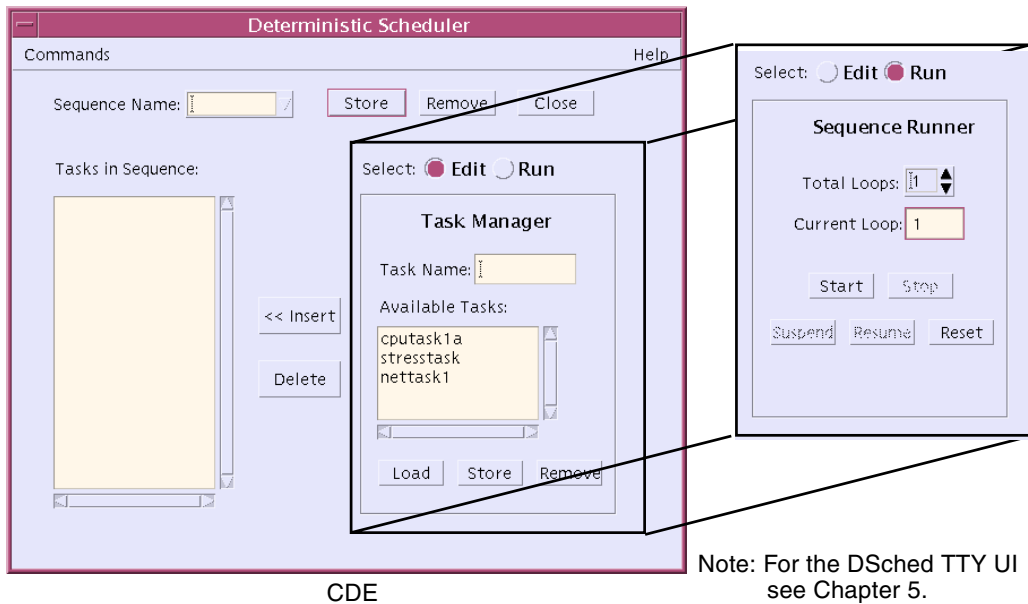 Deterministic Scheduler
Commands Help
Sequence Name: Store Remove Close
Tasks in Sequence:
<< Insert
Delete
Select: Edit Run
Task Manager
Task Name:
Available Tasks:
cputask1a
stresstask
nettask1
Load Store Remove
Select: Edit Run
Sequence Runner
Total Loops: 1
Current Loop: 1
Start Stop
Suspend Resume Reset
CDE
Note: For the DSched TTY UI
see Chapter 5.